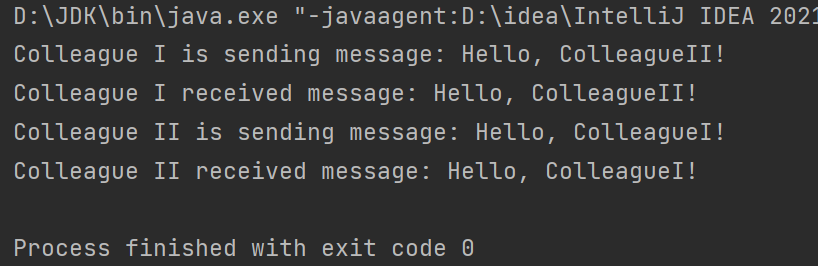 D:\JDK\bin\java.exe "-javaagent:D:\idea\IntelliJ IDEA 2021
Colleague I is sending message: Hello, ColleagueII!
Colleague I received message: Hello, ColleagueII!
Colleague II is sending message: Hello, ColleagueI!
Colleague II received message: Hello, ColleagueI!
Process finished with exit code 0